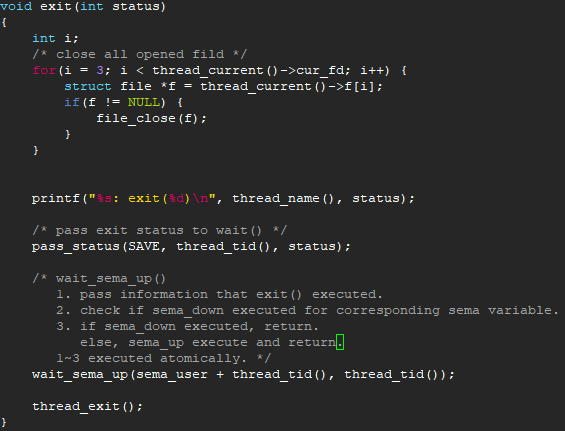 void exit(int status)
{
    int i;
    /* close all opened fild */
    for(i = 3; i < thread_current()->cur_fd; i++) {
        struct file *f = thread_current()->f[i];
        if(f != NULL) {
            file_close(f);
        }
    }
    printf("%s: exit(%d)\n", thread_name(), status);
    /* pass exit status to wait() */
    pass_status(SAVE, thread_tid(), status);
    /* wait_sema_up()
       1. pass information that exit() executed.
       2. check if sema_down executed for corresponding sema variable.
       3. if sema_down executed, return.
          else, sema_up execute and return.
       1~3 executed atomically. */
    wait_sema_up(sema_user + thread_tid(), thread_tid());
    thread_exit();
}